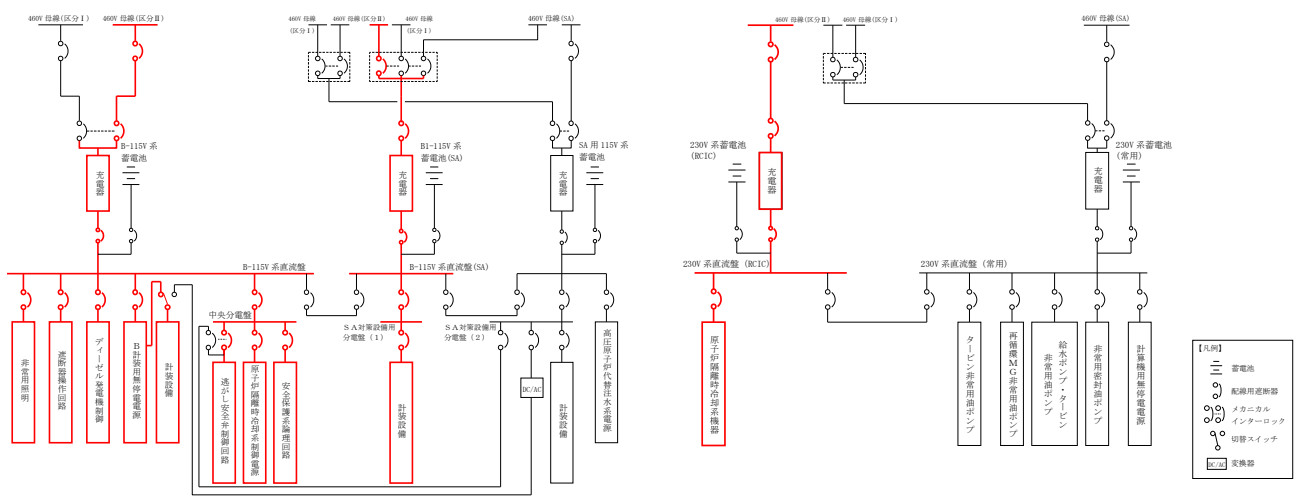 460V 母線(区分Ⅰ)
460V 母線(区分Ⅱ)
460V 母線
(区分Ⅰ)
460V 母線(区分Ⅱ)
460V 母線
(区分Ⅰ)
460V 母線(SA)
460V 母線(区分Ⅱ)
460V 母線(区分Ⅰ)
460V 母線(SA)
B-115V 系
蓄電池
充電器
B1-115V 系
蓄電池(SA)
充電器
SA 用 115V 系
蓄電池
充電器
230V 系蓄電池
(RCIC)
充電器
230V 系蓄電池
(常用)
充電器
B-115V 系直流盤
B-115V 系直流盤(SA)
230V 系直流盤 (RCIC)
230V 系直流盤 (常用)
中央分電盤
SA対策設備用
分電盤 (1)
SA対策設備用
分電盤 (2)
非常用照明
遮断器操作回路
ディーゼル発電機制御
B計装用無停電電源
計装設備
逃がし安全弁制御回路
原子炉隔離時冷却系制御電源
安全保護系論理回路
計装設備
DC/AC
計装設備
高圧原子炉代替注水系電源
原子炉隔離時冷却系機器
タービン非常用油ポンプ
再循環MG非常用油ポンプ
給水ポンプ・タービン
非常用油ポンプ
非常用密封油ポンプ
計算機用無停電電源
【凡例】
蓄電池
配線用遮断器
メカニカル
インターロック
切替スイッチ
DC/AC
変換器